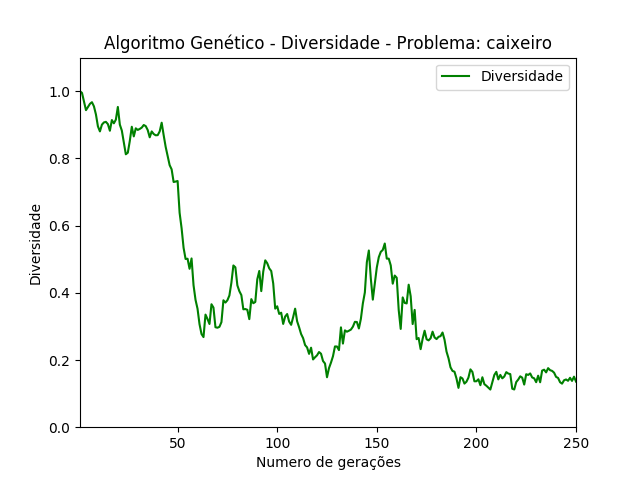 Algoritmo Genético - Diversidade - Problema: caixeiro
Diversidade
1.0
0.8
0.6
0.4
0.2
0.0
Diversidade
50
100
150
200
250
Numero de gerações